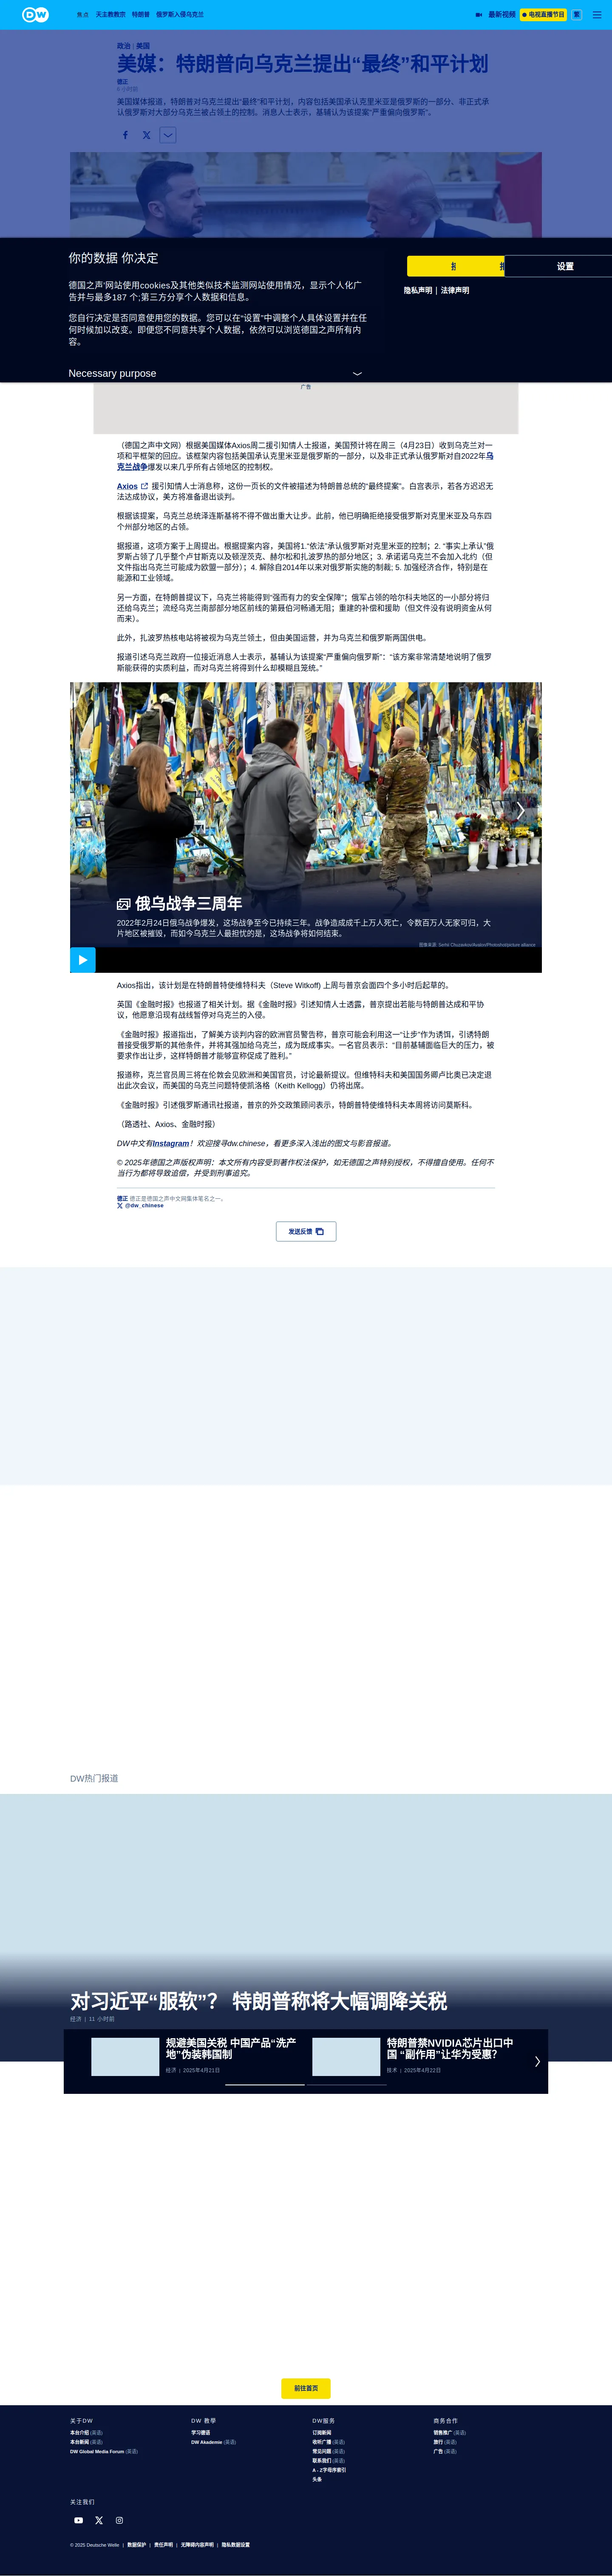 DW
焦点
天主教教宗
特朗普
俄罗斯入侵乌克兰
最新视频
电视直播节目
繁
政治 | 美国
美媒：特朗普向乌克兰提出“最终”和平计划
德正
6 小时前
美国媒体报道，特朗普对乌克兰提出“最终”和平计划，内容包括美国承认克里米亚是俄罗斯的一部分、非正式承
认俄罗斯对大部分乌克兰被占领土的控制。消息人士表示，基辅认为该提案“严重偏向俄罗斯”。
你的数据 你决定
德国之声‘网站使用cookies及其他类似技术监测网站使用情况，显示个人化广
告并与最多187 个;第三方分享个人数据和信息。
您自行决定是否同意使用您的数据。您可以在“设置”中调整个人具体设置并在任
何时候加以改变。即便您不同意共享个人数据，依然可以浏览德国之声所有内
容。
Necessary purpose
设置
隐私声明 | 法律声明
广告
（德国之声中文网）根据美国媒体Axios周二援引知情人士报道，美国预计将在周三（4月23日）收到乌克兰对一
项和平框架的回应。该框架内容包括美国承认克里米亚是俄罗斯的一部分，以及非正式承认俄罗斯对自2022年乌
克兰战争爆发以来几乎所有占领地区的控制权。
Axios 援引知情人士消息称，这份一页长的文件被描述为特朗普总统的“最终提案”。白宫表示，若各方迟迟无
法达成协议，美方将准备退出谈判。
根据该提案，乌克兰总统泽连斯基将不得不做出重大让步。此前，他已明确拒绝接受俄罗斯对克里米亚及乌东四
个州部分地区的占领。
据报道，这项方案于上周提出。根据提案内容，美国将1.“依法”承认俄罗斯对克里米亚的控制；2. “事实上承认”俄
罗斯占领了几乎整个卢甘斯克以及顿涅茨克、赫尔松和扎波罗热的部分地区；3. 承诺诺乌克兰不会加入北约（但
文件指出乌克兰可能成为欧盟一部分）；4. 解除自2014年以来对俄罗斯实施的制裁; 5. 加强经济合作，特别是在
能源和工业领域。
另一方面，在特朗普提议下，乌克兰将能得到“强而有力的安全保障”；俄军占领的哈尔科夫地区的一小部分将归
还给乌克兰；流经乌克兰南部部分地区前线的第聂伯河畅通无阻；重建的补偿和援助（但文件没有说明资金从何
而来）。
此外，扎波罗热核电站将被视为乌克兰领土，但由美国运营，并为乌克兰和俄罗斯两国供电。
报道引述乌克兰政府一位接近消息人士表示，基辅认为该提案“严重偏向俄罗斯”：“该方案非常清楚地说明了俄罗
斯能获得的实质利益，而对乌克兰将得到什么却模糊且笼统。”
俄乌战争三周年
2022年2月24日俄乌战争爆发，这场战争至今已持续三年。战争造成成千上万人死亡，令数百万人无家可归，大
片地区被摧毁，而如今乌克兰人最担忧的是，这场战争将如何结束。
图像来源: Serhii Chuzavkov/Avalon/Photoshot/picture alliance
Axios指出，该计划是在特朗普特使维特科夫（Steve Witkoff) 上周与普京会面四个多小时后起草的。
英国《金融时报》也报道了相关计划。据《金融时报》引述知情人士透露，普京提出若能与特朗普达成和平协
议，他愿意沿现有战线暂停对乌克兰的入侵。
《金融时报》报道指出，了解美方谈判内容的欧洲官员警告称，普京可能会利用这一“让步”作为诱饵，引诱特朗
普接受俄罗斯的其他条件，并将其强加给乌克兰，成为既成事实。一名官员表示：“目前基辅面临巨大的压力，被
要求作出让步，这样特朗普才能够宣称促成了胜利。”
报道称，克兰官员周三将在伦敦会见欧洲和美国官员，讨论最新提议。但维特科夫和美国国务卿卢比奥已决定退
出此次会议，而美国的乌克兰问题特使凯洛格（Keith Kellogg）仍将出席。
《金融时报》引述俄罗斯通讯社报道，普京的外交政策顾问表示，特朗普特使维特科夫本周将访问莫斯科。
（路透社、Axios、金融时报）
DW中文有Instagram！欢迎搜寻dw.chinese，看更多深入浅出的图文与影音报道。
© 2025年德国之声版权声明：本文所有内容受到著作权法保护，如无德国之声特别授权，不得擅自使用。任何不
当行为都将导致追偿，并受到刑事追究。
德正 德正是德国之声中文网集体笔名之一。
@dw_chinese
发送反馈
DW热门报道
对习近平“服软”？ 特朗普称将大幅调降关税
经济 | 11 小时前
规避美国关税 中国产品“洗产
地”伪装韩国制
经济 | 2025年4月21日
特朗普禁NVIDIA芯片出口中
国 “副作用”让华为受惠？
技术 | 2025年4月22日
前往首页
关于DW
本台介绍 (英语)
本台新闻 (英语)
DW Global Media Forum (英语)
DW 教学
学习德语
DW Akademie (英语)
DW服务
订阅新闻
收听广播 (英语)
常见问题 (英语)
联系我们 (英语)
A - Z字母序索引
头条
商务合作
销售推广 (英语)
旅行 (英语)
广告 (英语)
关注我们
© 2025 Deutsche Welle | 数据保护 | 责任声明 | 无障碍内容声明 | 隐私数据设置